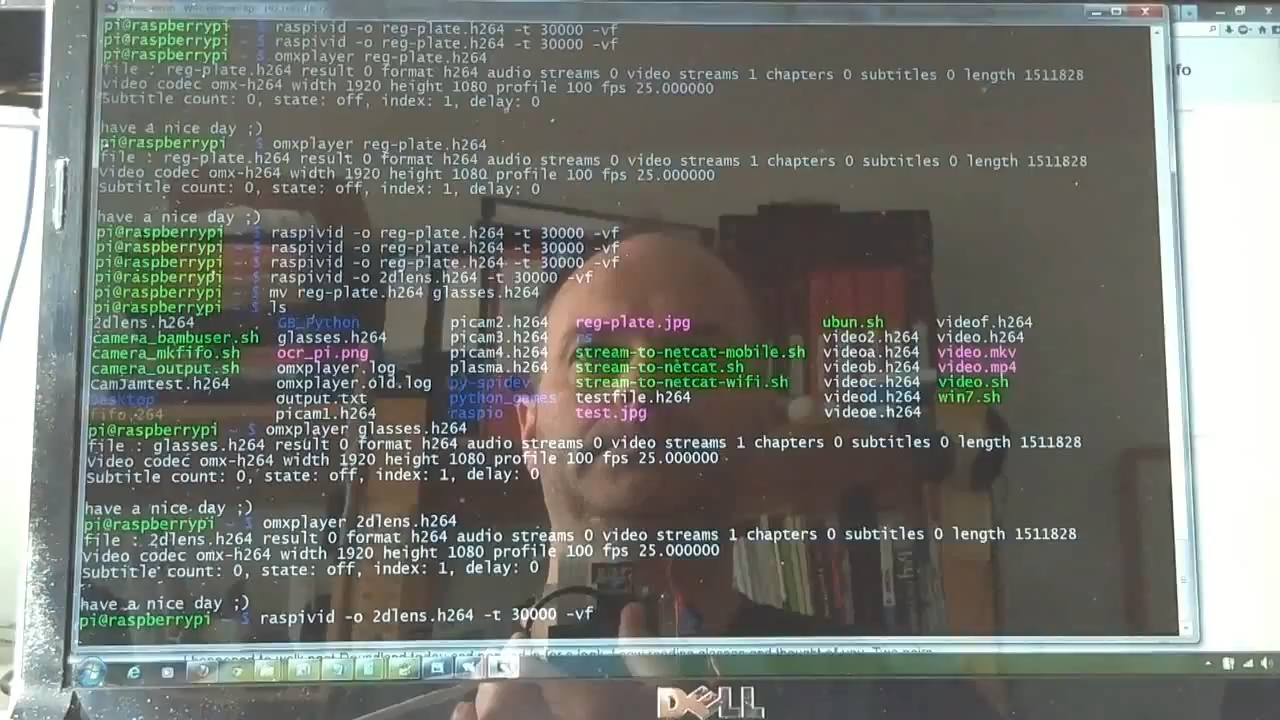 pi@raspberrypi ~ $ raspivid -o reg-plate.h264 -t 30000 -vf
pi@raspberrypi ~ $ raspivid -o reg-plate.h264 -t 30000 -vf
pi@raspberrypi ~ $ omxplayer reg-plate.h264
file : reg-plate.h264 result 0 format h264 audio streams 0 video streams 1 chapters 0 subtitles 0 length 1511828
Video codec omx-h264 width 1920 height 1080 profile 100 fps 25.000000
Subtitle count: 0, state: off, index: 1, delay: 0
have a nice day ;)
pi@raspberrypi ~ $ omxplayer reg-plate.h264
file : reg-plate.h264 result 0 format h264 audio streams 0 video streams 1 chapters 0 subtitles 0 length 1511828
Video codec omx-h264 width 1920 height 1080 profile 100 fps 25.000000
Subtitle count: 0, state: off, index: 1, delay: 0
have a nice day ;)
pi@raspberrypi ~ $ raspivid -o reg-plate.h264 -t 30000 -vf
pi@raspberrypi ~ $ raspivid -o reg-plate.h264 -t 30000 -vf
pi@raspberrypi ~ $ raspivid -o reg-plate.h264 -t 30000 -vf
pi@raspberrypi ~ $ raspivid -o 2dlens.h264 -t 30000 -vf
pi@raspberrypi ~ $ mv reg-plate.h264 glasses.h264
pi@raspberrypi ~ $ ls
2dlens.h264 GB_Python picam2.h264 reg-plate.jpg ubun.sh videof.h264
camera_bambuser.sh glasses.h264 picam3.h264 rs video2.h264 video.h264
camera_mkfifo.sh ocr_pi.png picam4.h264 stream-to-netcat-mobile.sh videoa.h264 video.mkv
camera_output.sh omxplayer.log plasma.h264 stream-to-netcat.sh videob.h264 video.mp4
CamJamtest.h264 omxplayer.old.log py-spidev stream-to-netcat-wifi.sh videoc.h264 video.sh
Desktop output.txt python_games testfile.h264 videod.h264 win7.sh
fifo.264 picam1.h264 raspio test.jpg videoe.h264
pi@raspberrypi ~ $ omxplayer glasses.h264
file : glasses.h264 result 0 format h264 audio streams 0 video streams 1 chapters 0 subtitles 0 length 1511828
Video codec omx-h264 width 1920 height 1080 profile 100 fps 25.000000
Subtitle count: 0, state: off, index: 1, delay: 0
have a nice day ;)
pi@raspberrypi ~ $ omxplayer 2dlens.h264
file : 2dlens.h264 result 0 format h264 audio streams 0 video streams 1 chapters 0 subtitles 0 length 1511828
Video codec omx-h264 width 1920 height 1080 profile 100 fps 25.000000
Subtitle count: 0, state: off, index: 1, delay: 0
have a nice day ;)
pi@raspberrypi ~ $ raspivid -o 2dlens.h264 -t 30000 -vf
DELL